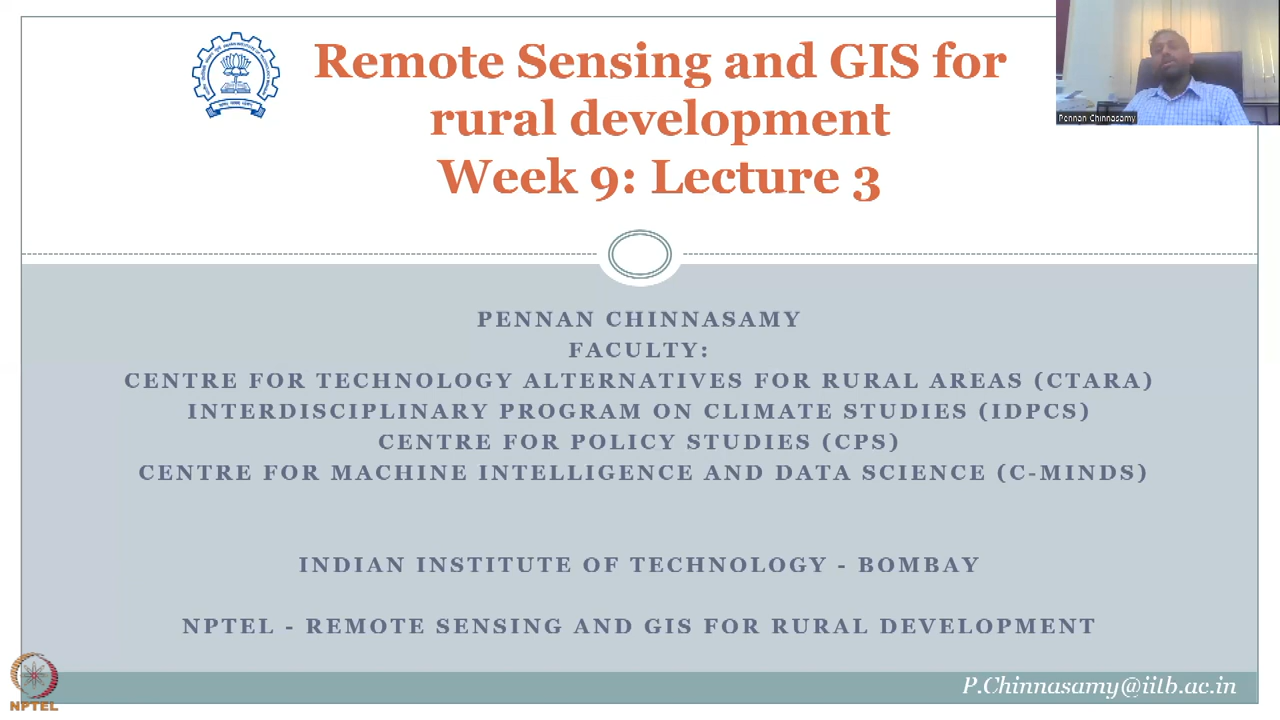 Remote Sensing and GIS for
rural development
Week 9: Lecture 3
Pennan Chinnasamy
PENNAN CHINNASAMY
FACULTY:
CENTRE FOR TECHNOLOGY ALTERNATIVES FOR RURAL AREAS (CTARA)
INTERDISCIPLINARY PROGRAM ON CLIMATE STUDIES (IDPCS)
CENTRE FOR POLICY STUDIES (CPS)
CENTRE FOR MACHINE INTELLIGENCE AND DATA SCIENCE (C-MINDS)
INDIAN INSTITUTE OF TECHNOLOGY - BOMBAY
NPTEL - REMOTE SENSING AND GIS FOR RURAL DEVELOPMENT
NPTEL
P.Chinnasamy@iitb.ac.in